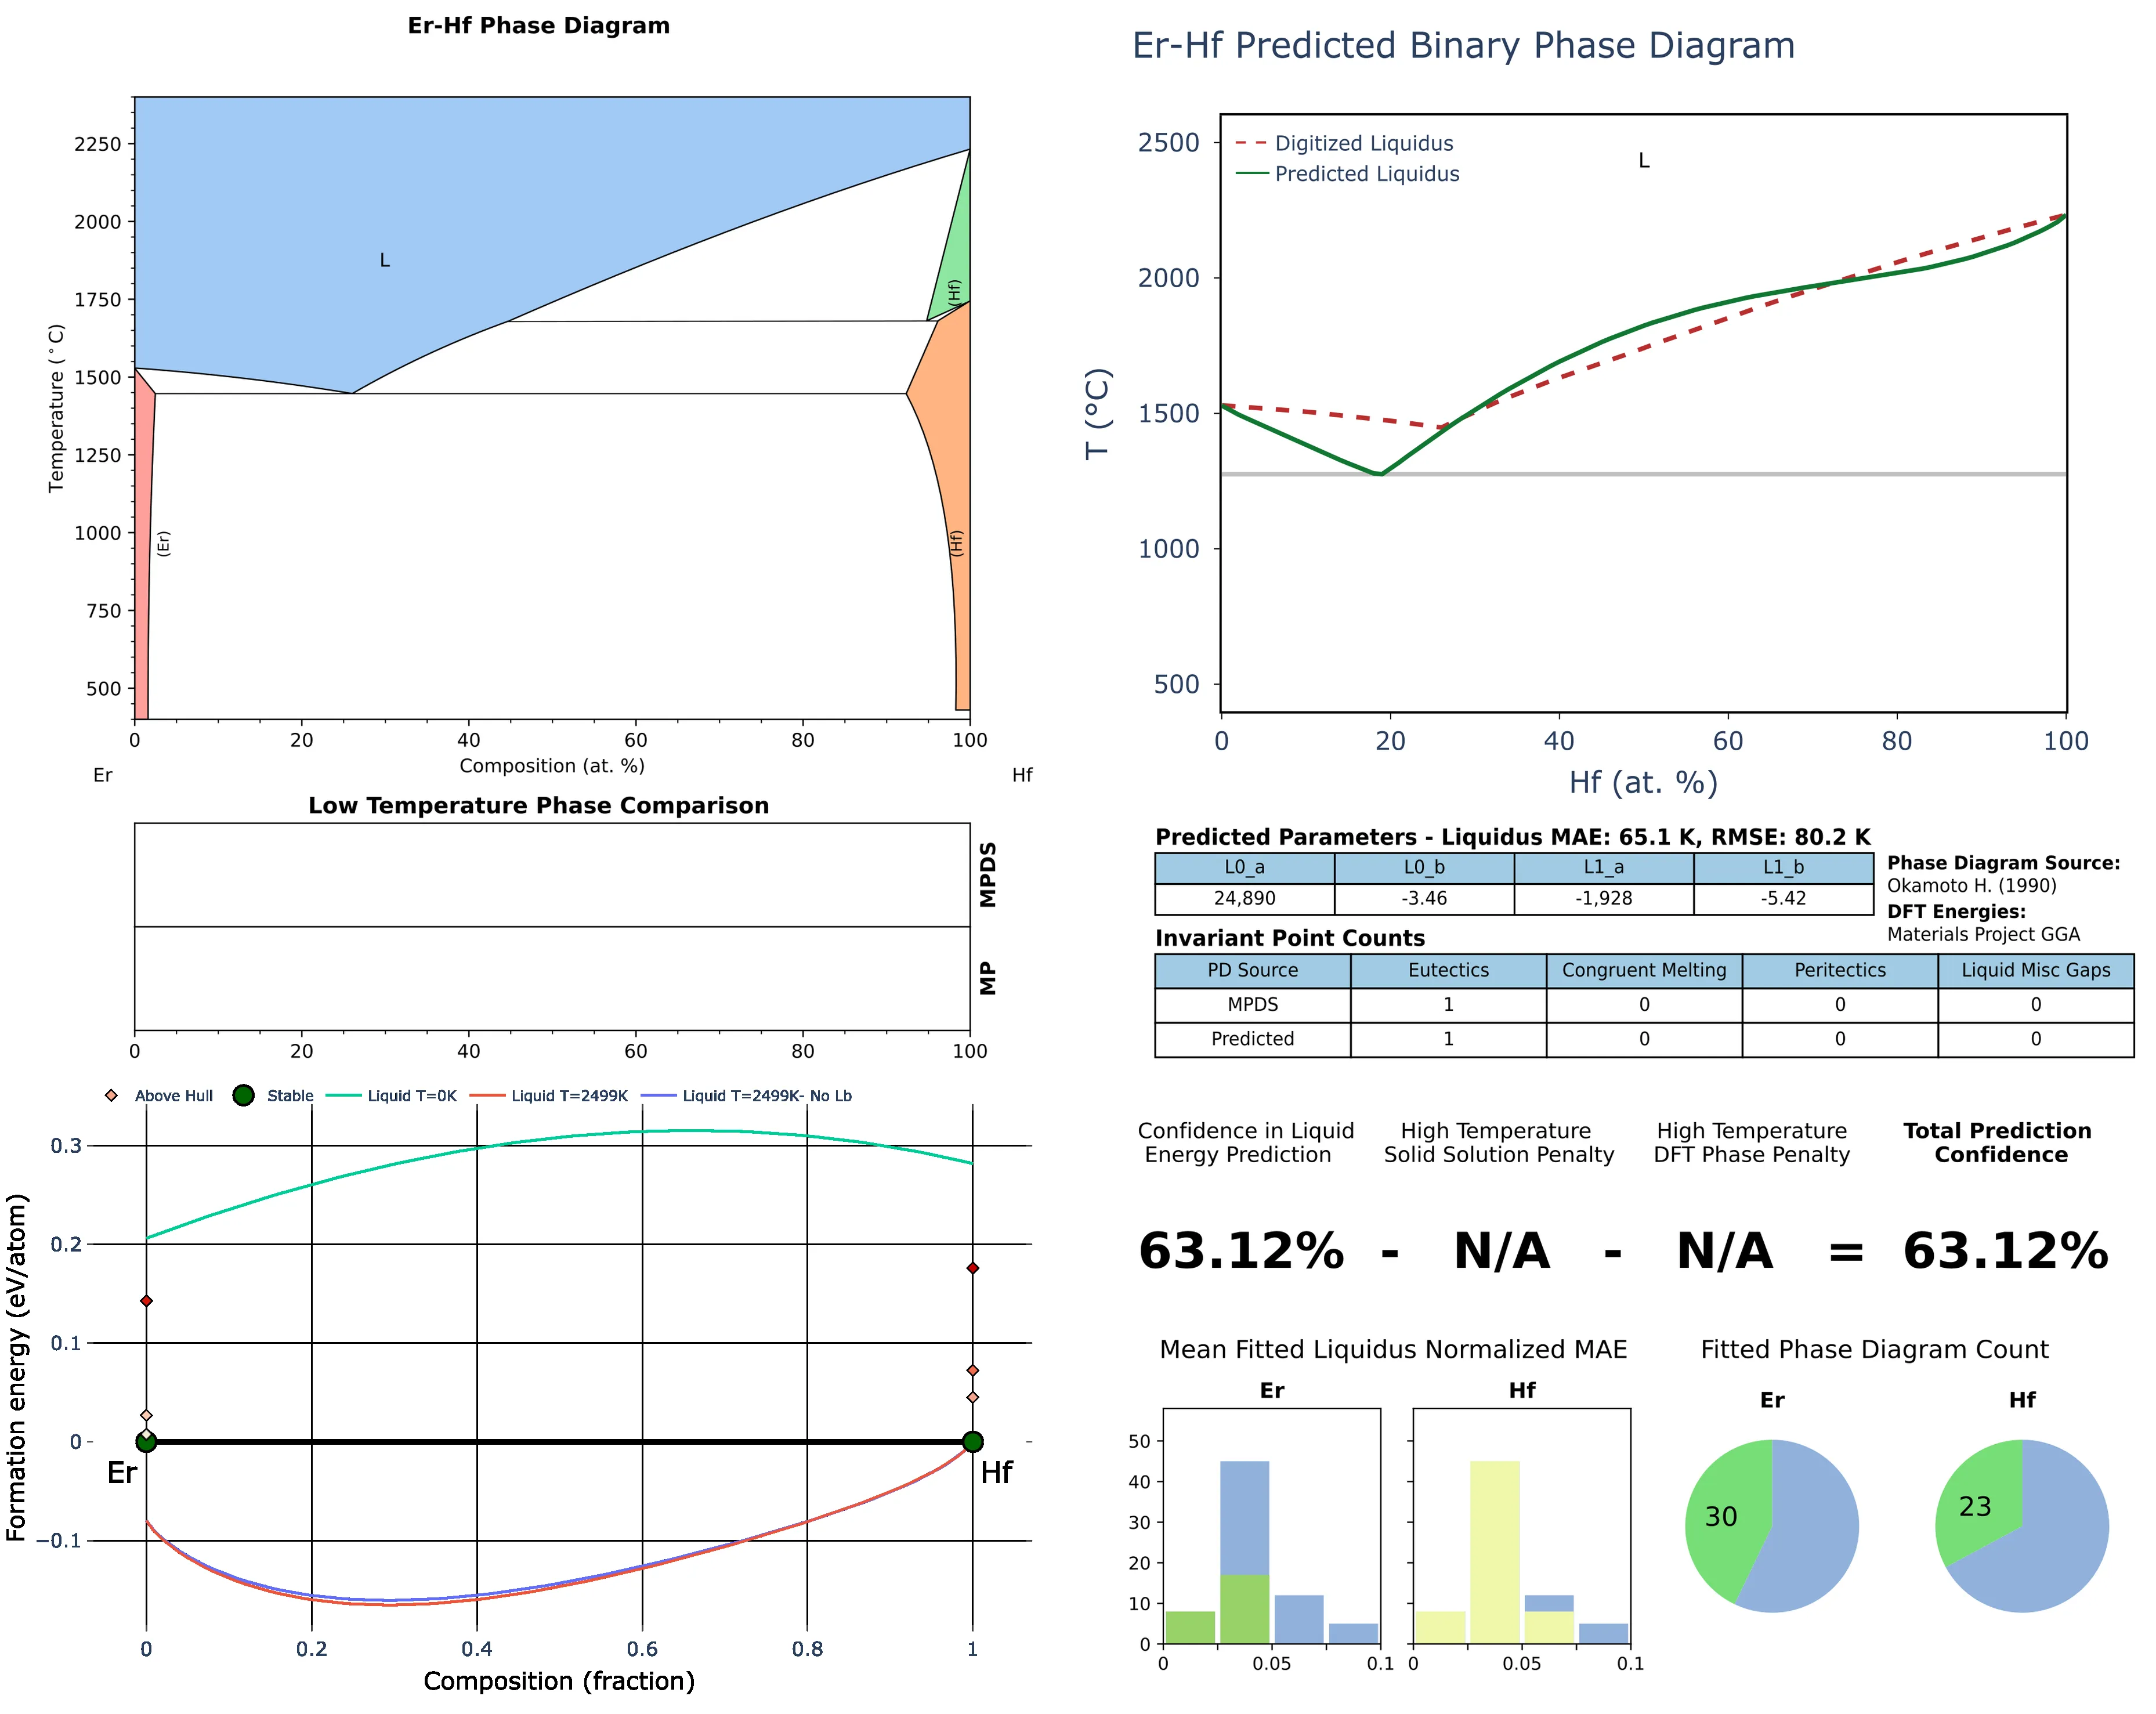 Er-Hf Phase Diagram
2250
2000
1750
1500
1250
1000
750
500
Temperature (°C)
L
(Er)
(Hf)
(Hf)
0 20 40 60 80 100
Composition (at. %)
Er Hf
Er-Hf Predicted Binary Phase Diagram
2500
2000
1500
1000
500
T (°C)
Digitized Liquidus
Predicted Liquidus
L
0 20 40 60 80 100
Hf (at. %)
Low Temperature Phase Comparison
MPDS
MP
0 20 40 60 80 100
Predicted Parameters - Liquidus MAE: 65.1 K, RMSE: 80.2 K
L0_a L0_b L1_a L1_b
24,890 -3.46 -1,928 -5.42
Phase Diagram Source:
Okamoto H. (1990)
DFT Energies:
Materials Project GGA
Invariant Point Counts
PD Source Eutectics Congruent Melting Peritectics Liquid Misc Gaps
MPDS 1 0 0 0
Predicted 1 0 0 0
Above Hull Stable Liquid T=0K Liquid T=2499K Liquid T=2499K- No Lb
0.3
0.2
0.1
0
−0.1
Formation energy (eV/atom)
Er Hf
0 0.2 0.4 0.6 0.8 1
Composition (fraction)
Confidence in Liquid
Energy Prediction
High Temperature
Solid Solution Penalty
High Temperature
DFT Phase Penalty
Total Prediction
Confidence
63.12% - N/A - N/A = 63.12%
Mean Fitted Liquidus Normalized MAE
Er Hf
50
40
30
20
10
0
0 0.05 0.1 0 0.05 0.1
Fitted Phase Diagram Count
Er Hf
30 23